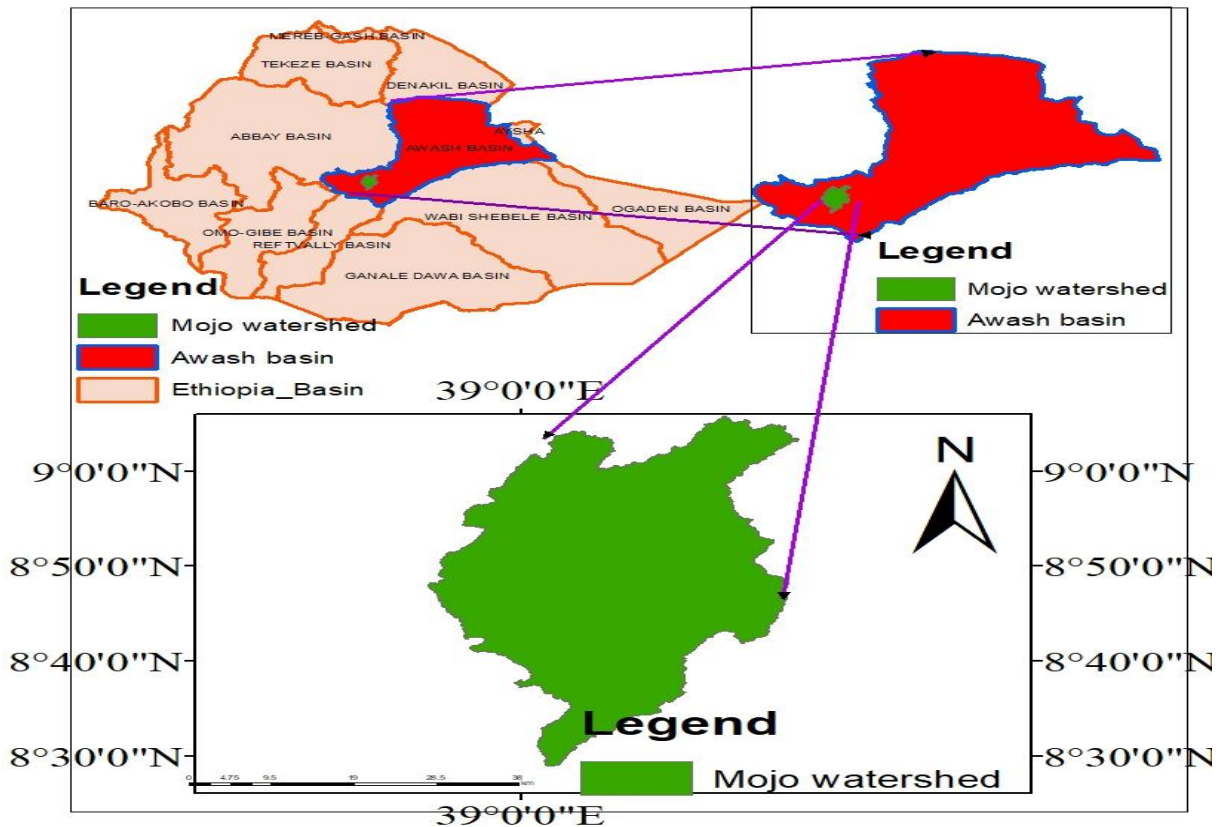 MEREB-GASH BASIN
TEKEZE BASIN
DENAKIL BASIN
ABBAY BASIN
AYSHA
AWASH BASIN
BARO-AKOBO BASIN
OGADEN BASIN
WABI SHEBELE BASIN
OMO-GIBE BASIN
REFTVALLY BASIN
GANALE DAWA BASIN
Legend
Mojo watershed
Awash basin
Ethiopia_Basin
Legend
Mojo watershed
Awash basin
39°0'0"E
N
9°0'0"N
9°0'0"N
8°50'0"N
8°50'0"N
8°40'0"N
8°40'0"N
8°30'0"N
8°30'0"N
Legend
Mojo watershed
0 4.75 9.5 19 28.5 38
39°0'0"E